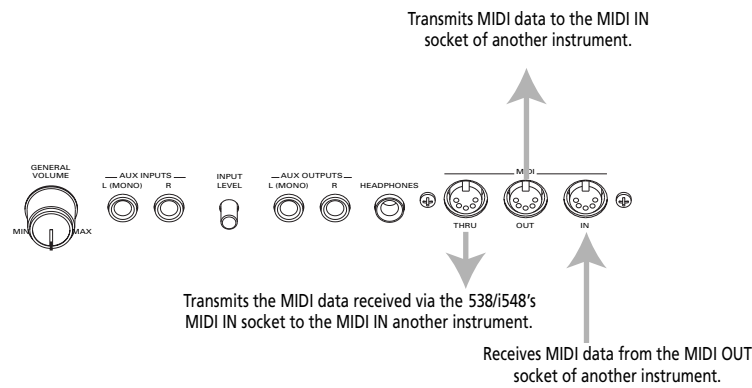 Transmits MIDI data to the MIDI IN
socket of another instrument.
GENERAL
VOLUME
MIN
MAX
AUX INPUTS
L (MONO) R
INPUT
LEVEL
AUX OUTPUTS
L (MONO) R
HEADPHONES
MIDI
THRU OUT IN
Transmits the MIDI data received via the 538/i548's
MIDI IN socket to the MIDI IN another instrument.
Receives MIDI data from the MIDI OUT
socket of another instrument.